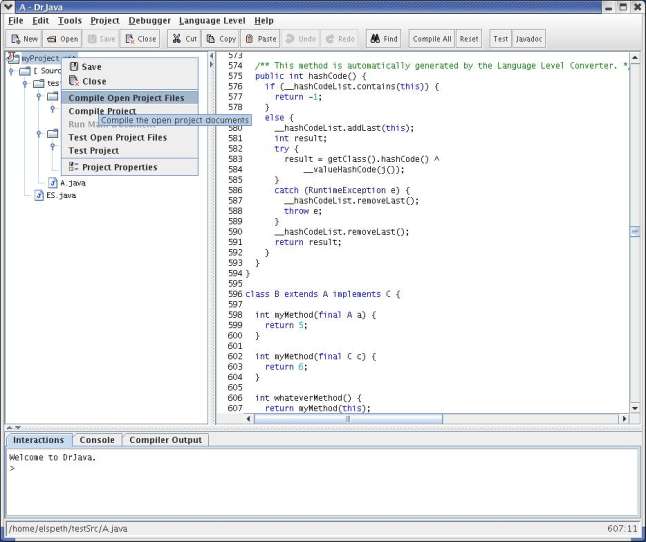 A - DrJava
File Edit Tools Project Debugger Language Level Help
New Open Save Close Cut Copy Paste Undo Redo Find Compile All Reset Test Javadoc
myProject
[ Sourc
tes
A.java
ES.java
Save
Close
Compile Open Project Files
Compile Project
Run Main
Compile the open project documents
Test Open Project Files
Test Project
Project Properties
573
574 /** This method is automatically generated by the Language Level Converter. *
575 public int hashCode() {
576 if (__hashCodeList.contains(this)) {
577 return -1;
578 }
579 else {
580 __hashCodeList.addLast(this);
581 int result;
582 try {
583 result = getClass().hashCode() ^
584 __valueHashCode(j());
585 }
586 catch (RuntimeException e) {
587 __hashCodeList.removeLast();
588 throw e;
589 }
590 __hashCodeList.removeLast();
591 return result;
592 }
593 }
594 }
595
596 class B extends A implements C {
597
598 int myMethod(final A a) {
599 return 5;
600 }
601
602 int myMethod(final C c) {
603 return 6;
604 }
605
606 int whateverMethod() {
607 return myMethod(this);
Interactions Console Compiler Output
Welcome to DrJava.
>
/home/elspeth/testSrc/A.java 607:11